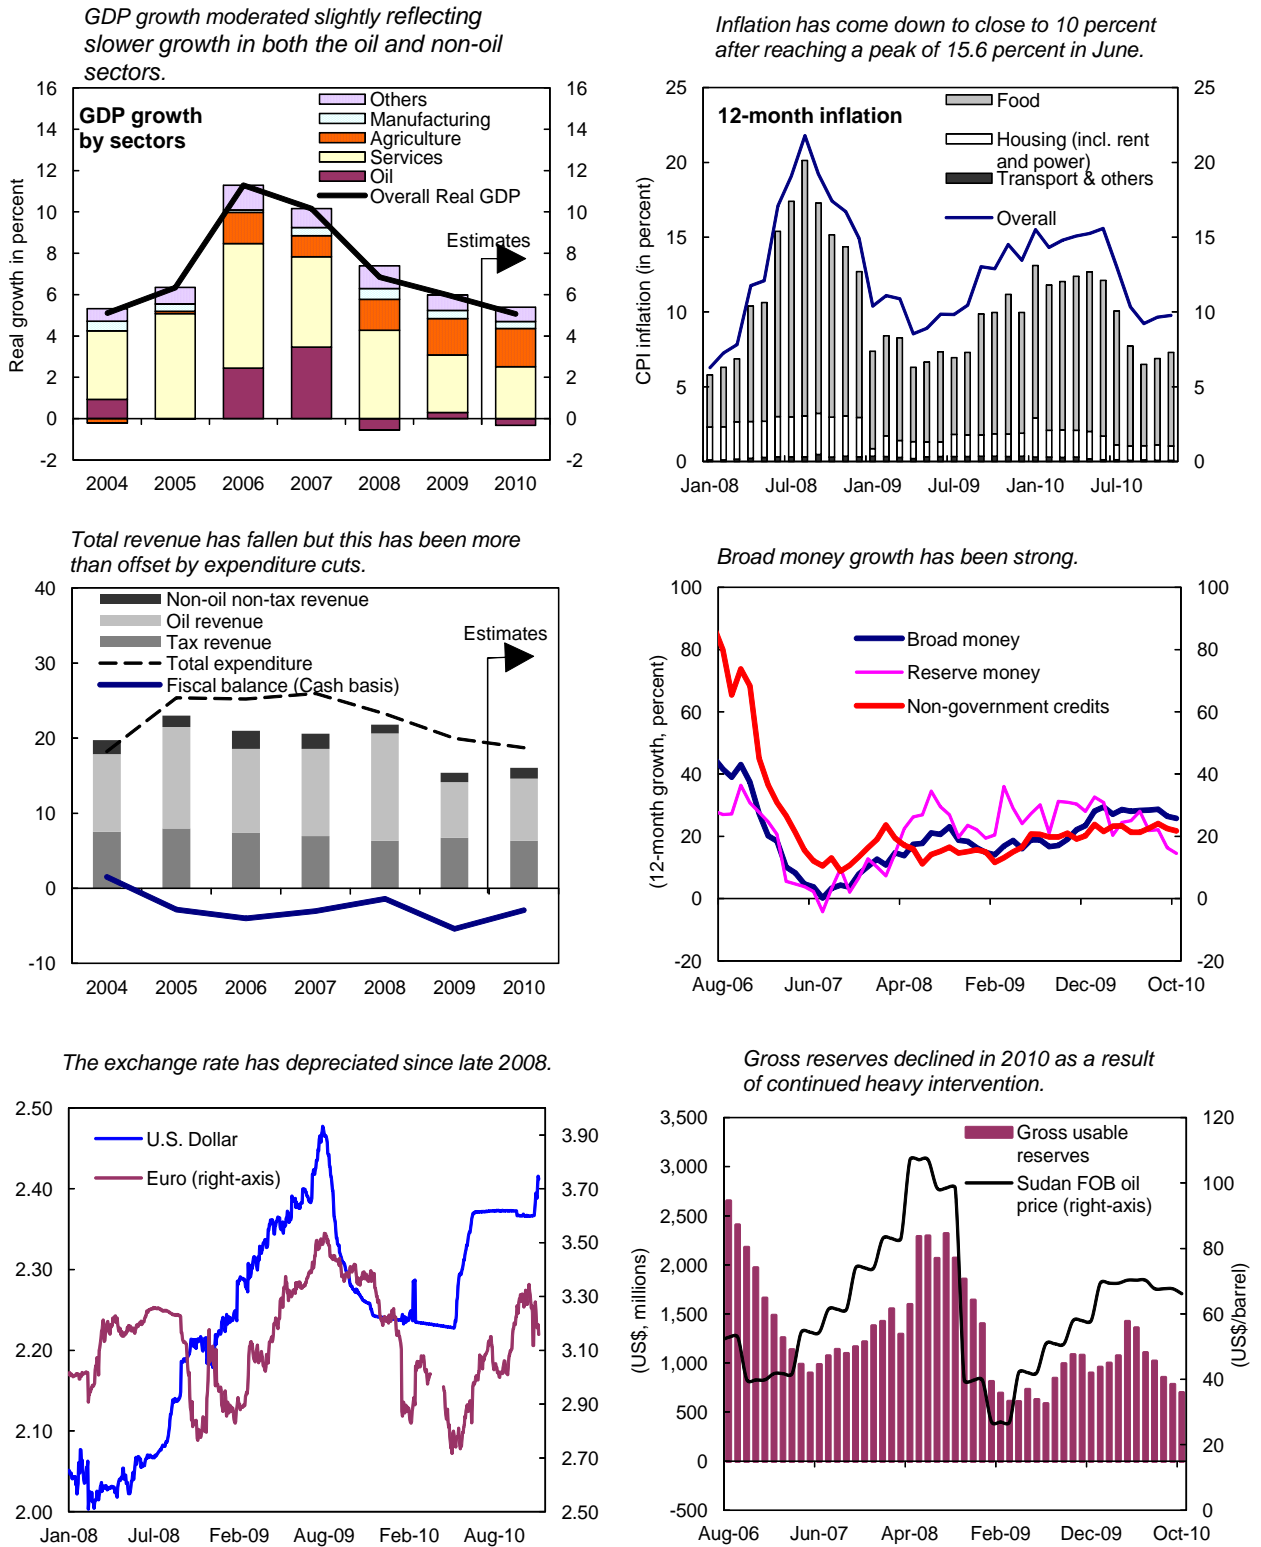 GDP growth moderated slightly reflecting
slower growth in both the oil and non-oil
sectors.
16
14
12
10
8
6
4
2
0
-2
16
14
12
10
8
6
4
2
0
-2
Real growth in percent
GDP growth
by sectors
Others
Manufacturing
Agriculture
Services
Oil
Overall Real GDP
Estimates
2004 2005 2006 2007 2008 2009 2010
Inflation has come down to close to 10 percent
after reaching a peak of 15.6 percent in June.
25
20
15
10
5
0
25
20
15
10
5
0
CPI inflation (in percent)
12-month inflation
Food
Housing (incl. rent
and power)
Transport & others
Overall
Jan-08 Jul-08 Jan-09 Jul-09 Jan-10 Jul-10
Total revenue has fallen but this has been more
than offset by expenditure cuts.
40
30
20
10
0
-10
Non-oil non-tax revenue
Oil revenue
Tax revenue
Total expenditure
Fiscal balance (Cash basis)
Estimates
2004 2005 2006 2007 2008 2009 2010
Broad money growth has been strong.
100
80
60
40
20
0
-20
100
80
60
40
20
0
-20
(12-month growth, percent)
Broad money
Reserve money
Non-government credits
Aug-06 Jun-07 Apr-08 Feb-09 Dec-09 Oct-10
The exchange rate has depreciated since late 2008.
2.50
2.40
2.30
2.20
2.10
2.00
3.90
3.70
3.50
3.30
3.10
2.90
2.70
2.50
U.S. Dollar
Euro (right-axis)
Jan-08 Jul-08 Feb-09 Aug-09 Feb-10 Aug-10
Gross reserves declined in 2010 as a result
of continued heavy intervention.
3,500
3,000
2,500
2,000
1,500
1,000
500
0
-500
120
100
80
60
40
20
0
(US$, millions)
(US$/barrel)
Gross usable
reserves
Sudan FOB oil
price (right-axis)
Aug-06 Jun-07 Apr-08 Feb-09 Dec-09 Oct-10